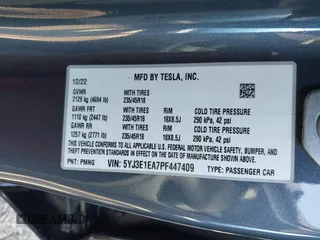 12/22 MFD BY TESLA, INC.
GVWR WITH TIRES
2129 kg (4694 lb) 235/45R18
GAWR FRT WITH TIRES RIM COLD TIRE PRESSURE
1110 kg (2447 lb) 235/45R18 18X8.5J 290 kPa, 42 psi
GAWR RR WITH TIRES RIM COLD TIRE PRESSURE
1257 kg (2771 lb) 235/45R18 18X8.5J 290 kPa, 42 psi
THIS VEHICLE CONFORMS TO ALL APPLICABLE U.S. FEDERAL MOTOR VEHICLE SAFETY, BUMPER, AND
THEFT PREVENTION STANDARDS IN EFFECT ON THE DATE OF MANUFACTURE SHOWN ABOVE.
PNT: PMNG VIN: 5YJ3E1EA7PF447409 TYPE: PASSENGER CAR